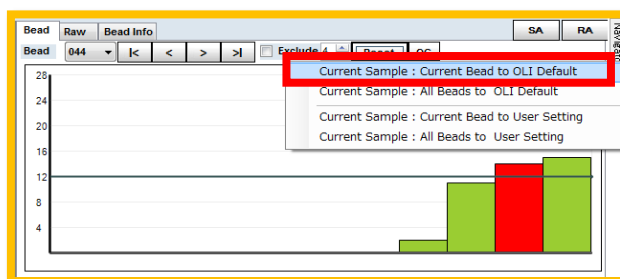 Bead Raw Bead Info SA RA
Bead 044 |< < > >| Exclude 4 Reset
Current Sample : Current Bead to OLI Default
Current Sample : All Beads to OLI Default
Current Sample : Current Bead to User Setting
Current Sample : All Beads to User Setting
28
24
20
16
12
8
4